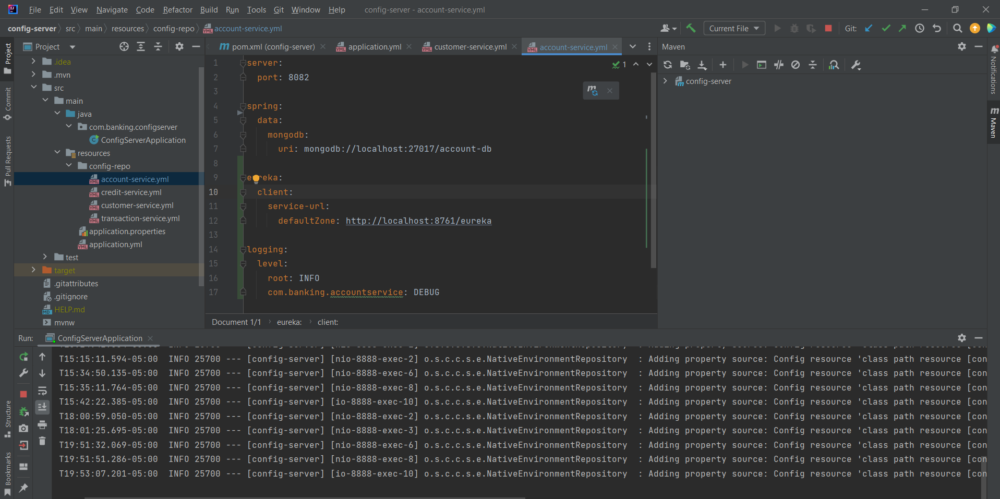 File Edit View Navigate Code Refactor Build Run Tools Git Window Help config-server - account-service.yml
config-server src main resources config-repo account-service.yml Current File Git:
Project
pom.xml (config-server) application.yml customer-service.yml account-service.yml
Maven
Project
Commit
Pull Requests
Structure
Bookmarks
.idea
.mvn
src
main
java
com.banking.configserver
ConfigServerApplication
resources
config-repo
account-service.yml
credit-service.yml
customer-service.yml
transaction-service.yml
application.properties
application.yml
test
target
.gitattributes
.gitignore
HELP.md
mvnw
1 server:
2 port: 8082
3
4 spring:
5 data:
6 mongodb:
7 uri: mongodb://localhost:27017/account-db
8
9 eureka:
10 client:
11 service-url:
12 defaultZone: http://localhost:8761/eureka
13
14 logging:
15 level:
16 root: INFO
17 com.banking.accountservice: DEBUG
1
Document 1/1 eureka: client:
config-server
Notifications
Maven
Run: ConfigServerApplication
T15:15:11.594-05:00 INFO 25700 --- [config-server] [nio-8888-exec-2] o.s.c.c.s.e.NativeEnvironmentRepository : Adding property source: Config resource 'class path resource [con
T15:34:50.135-05:00 INFO 25700 --- [config-server] [nio-8888-exec-6] o.s.c.c.s.e.NativeEnvironmentRepository : Adding property source: Config resource 'class path resource [con
T15:35:11.764-05:00 INFO 25700 --- [config-server] [nio-8888-exec-8] o.s.c.c.s.e.NativeEnvironmentRepository : Adding property source: Config resource 'class path resource [con
T15:42:22.385-05:00 INFO 25700 --- [config-server] [io-8888-exec-10] o.s.c.c.s.e.NativeEnvironmentRepository : Adding property source: Config resource 'class path resource [con
T18:00:59.050-05:00 INFO 25700 --- [config-server] [nio-8888-exec-2] o.s.c.c.s.e.NativeEnvironmentRepository : Adding property source: Config resource 'class path resource [con
T18:01:25.695-05:00 INFO 25700 --- [config-server] [nio-8888-exec-3] o.s.c.c.s.e.NativeEnvironmentRepository : Adding property source: Config resource 'class path resource [con
T19:51:32.069-05:00 INFO 25700 --- [config-server] [nio-8888-exec-6] o.s.c.c.s.e.NativeEnvironmentRepository : Adding property source: Config resource 'class path resource [con
T19:51:51.286-05:00 INFO 25700 --- [config-server] [nio-8888-exec-8] o.s.c.c.s.e.NativeEnvironmentRepository : Adding property source: Config resource 'class path resource [con
T19:53:07.201-05:00 INFO 25700 --- [config-server] [io-8888-exec-10] o.s.c.c.s.e.NativeEnvironmentRepository : Adding property source: Config resource 'class path resource [con